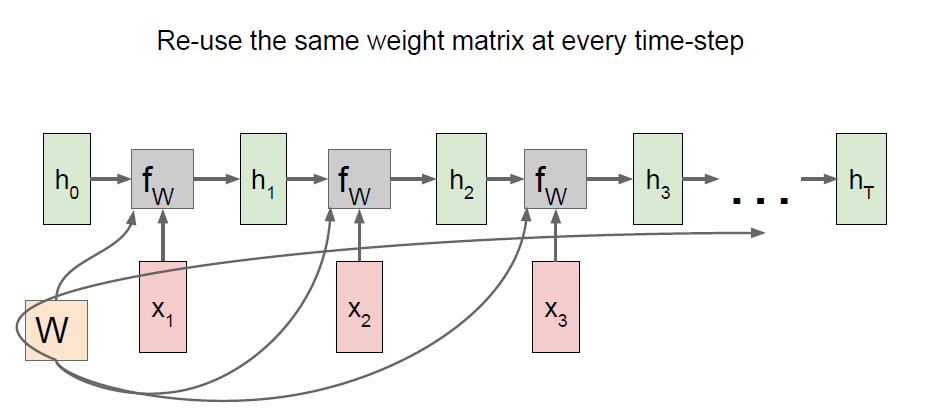 Re-use the same weight matrix at every time-step
h0 fW h1 fW h2 fW h3 ... hT
W x1 x2 x3